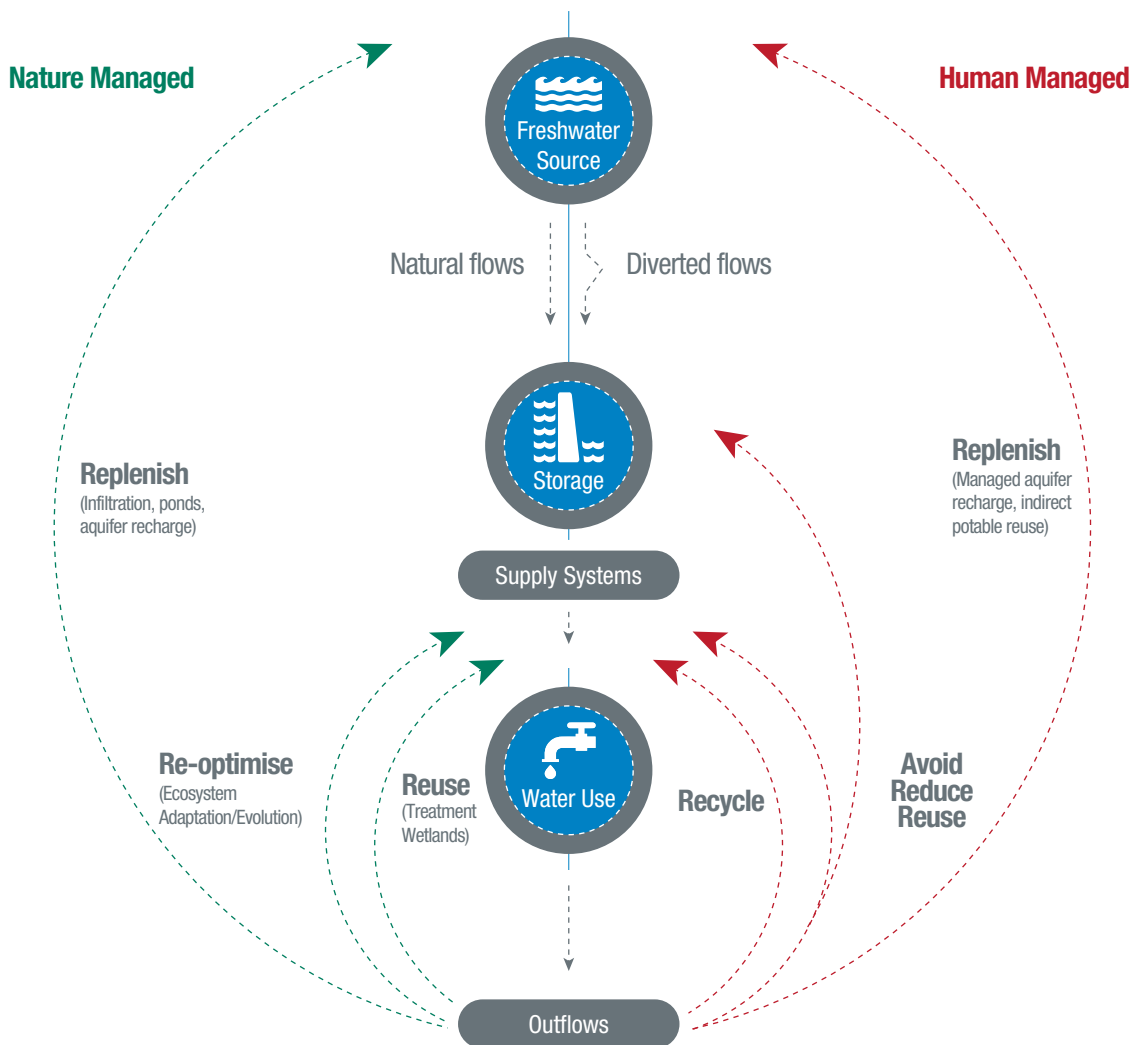 Nature Managed
Human Managed
Freshwater
Source
Natural flows
Diverted flows
Storage
Replenish
(Infiltration, ponds,
aquifer recharge)
Replenish
(Managed aquifer
recharge, indirect
potable reuse)
Supply Systems
Re-optimise
(Ecosystem
Adaptation/Evolution)
Reuse
(Treatment
Wetlands)
Water Use
Recycle
Avoid
Reduce
Reuse
Outflows